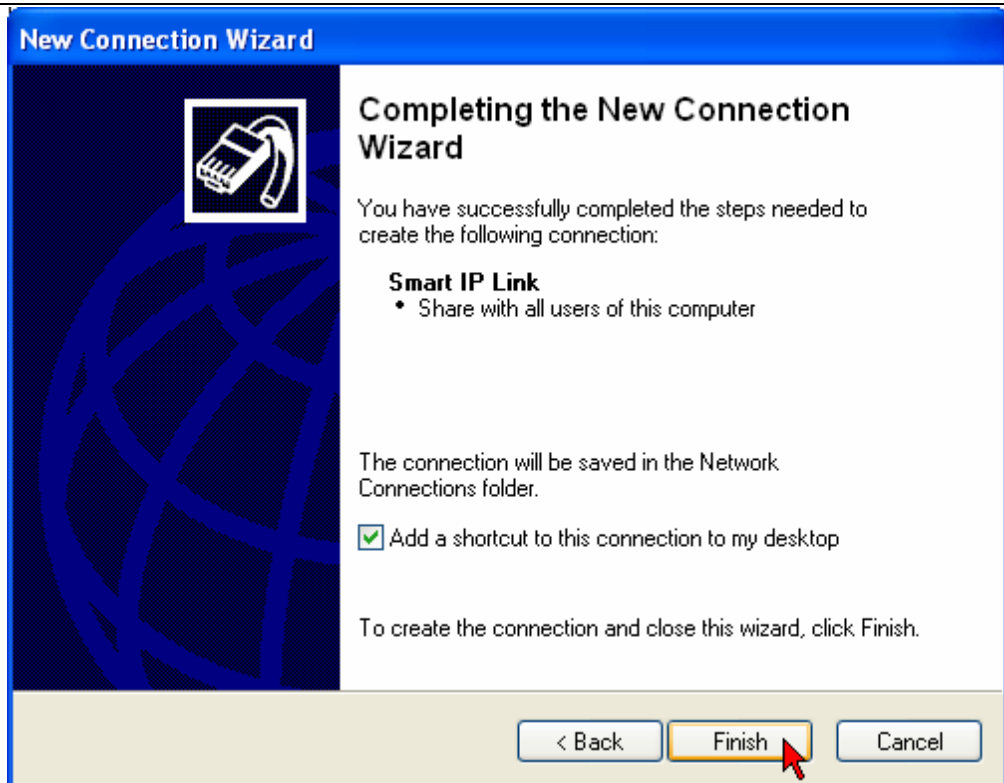 New Connection Wizard
Completing the New Connection
Wizard
You have successfully completed the steps needed to
create the following connection:
Smart IP Link
• Share with all users of this computer
The connection will be saved in the Network
Connections folder.
Add a shortcut to this connection to my desktop
To create the connection and close this wizard, click Finish.
< Back
Finish
Cancel